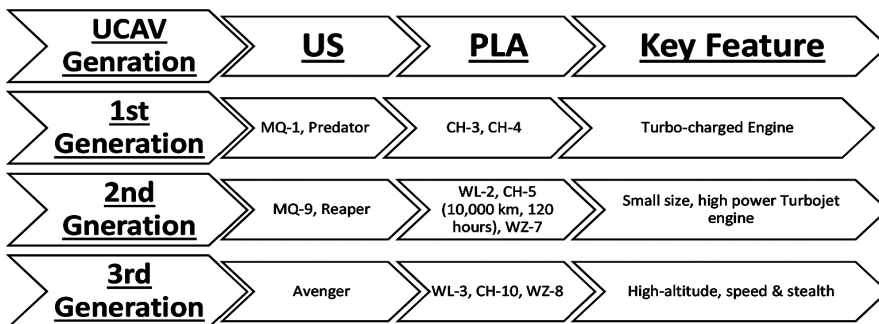 UCAV
Genration
US
PLA
Key Feature
1st
Generation
MQ-1, Predator
CH-3, CH-4
Turbo-charged Engine
2nd
Gneration
MQ-9, Reaper
WL-2, CH-5
(10,000 km, 120
hours), WZ-7
Small size, high power Turbojet
engine
3rd
Generation
Avenger
WL-3, CH-10, WZ-8
High-altitude, speed & stealth